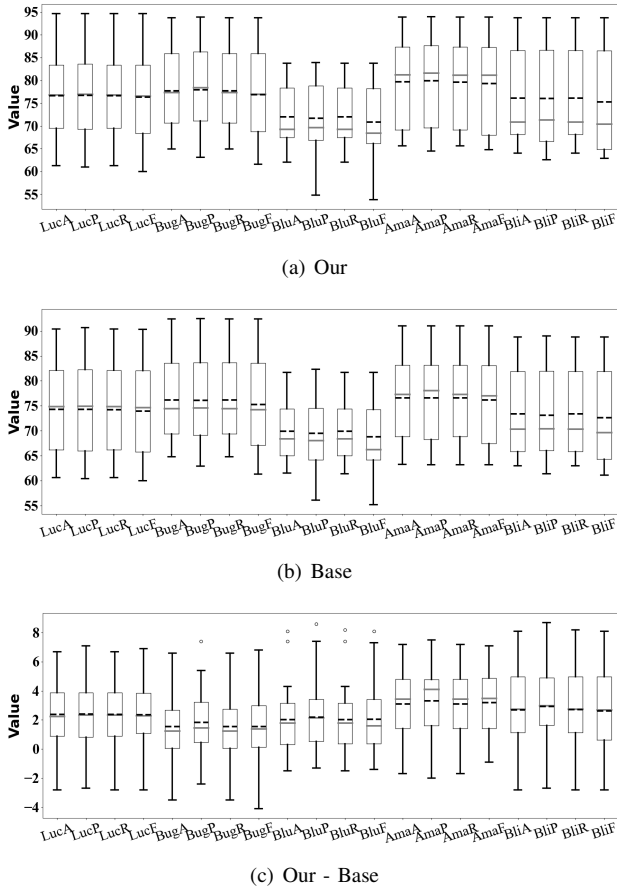 95
90
85
80
75
70
65
60
55
Value
LucA LucP LucR LucF BugA BugP BugR BugF BluA BluP BluR BluF AmaA AmaP AmaR AmaF BliA BliP BliR BliF
(a) Our
90
85
80
75
70
65
60
55
Value
LucA LucP LucR LucF BugA BugP BugR BugF BluA BluP BluR BluF AmaA AmaP AmaR AmaF BliA BliP BliR BliF
(b) Base
8
6
4
2
0
−2
−4
Value
LucA LucP LucR LucF BugA BugP BugR BugF BluA BluP BluR BluF AmaA AmaP AmaR AmaF BliA BliP BliR BliF
(c) Our - Base